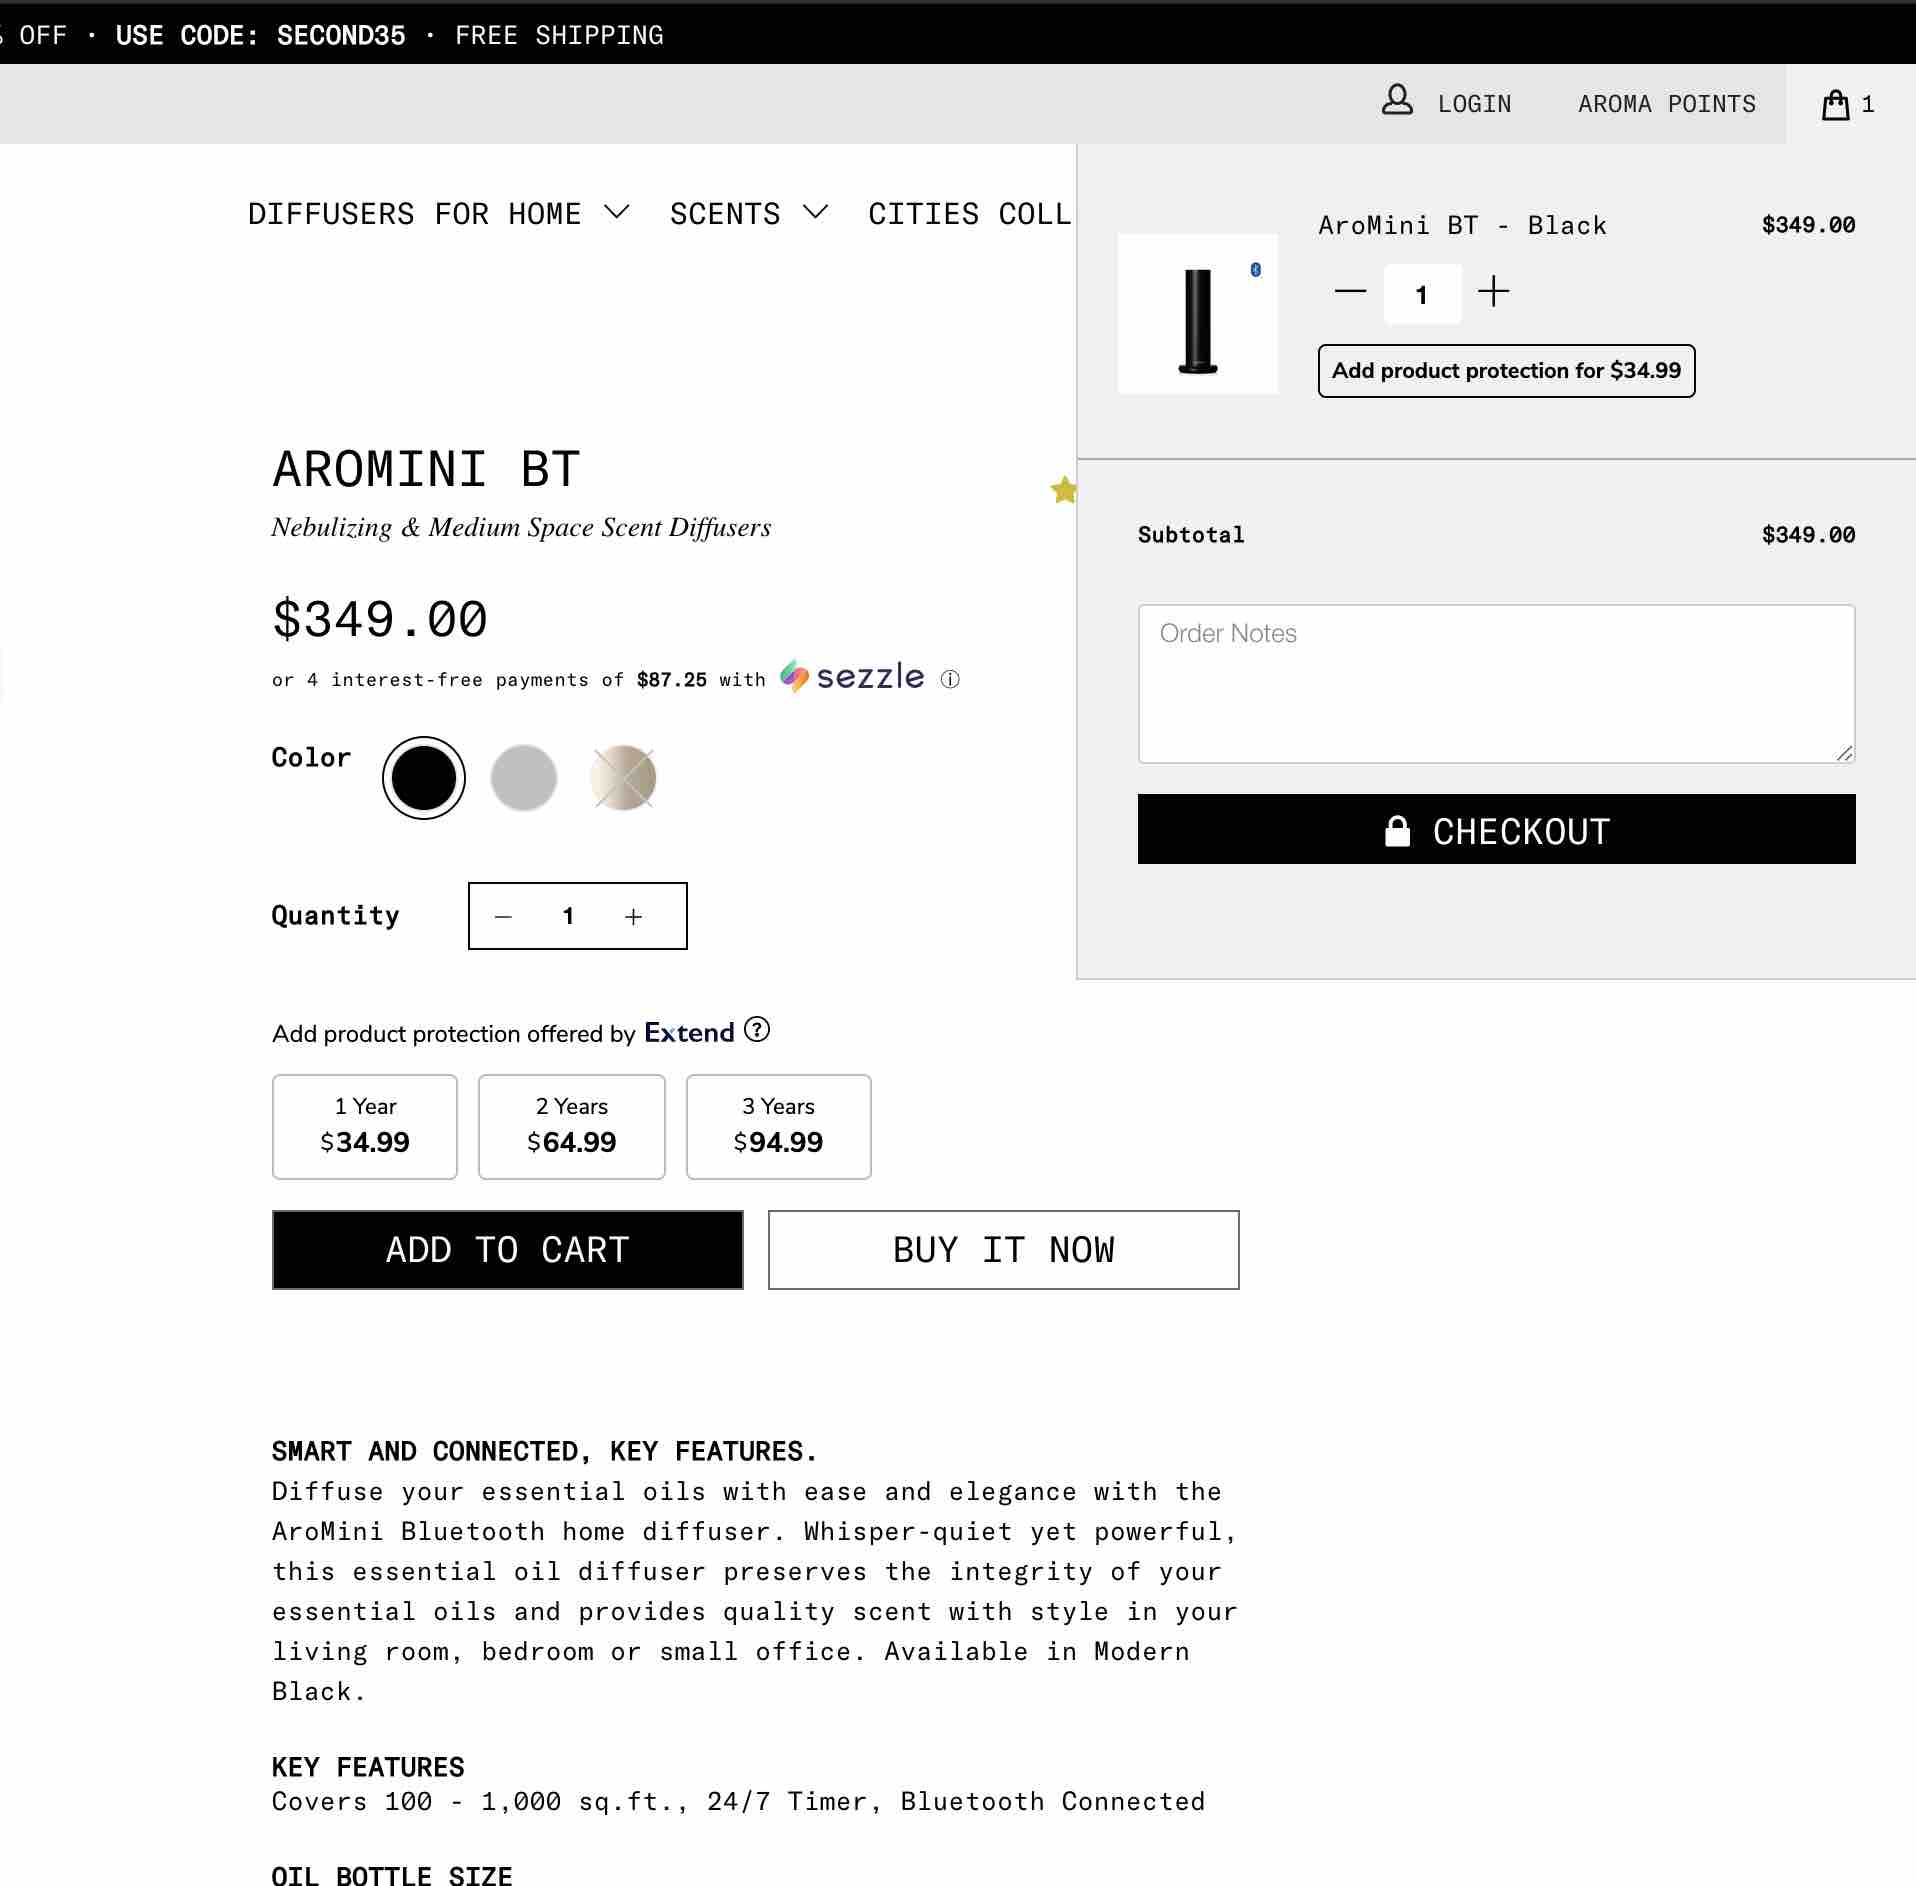 OFF · USE CODE: SECOND35 · FREE SHIPPING
LOGIN AROMA POINTS 1
DIFFUSERS FOR HOME SCENTS CITIES COLL
AroMini BT - Black $349.00
1
Add product protection for $34.99
Subtotal $349.00
Order Notes
CHECKOUT
AROMINI BT
Nebulizing & Medium Space Scent Diffusers
$349.00
or 4 interest-free payments of $87.25 with sezzle
Color
Quantity − 1 +
Add product protection offered by Extend
1 Year
$34.99
2 Years
$64.99
3 Years
$94.99
ADD TO CART BUY IT NOW
SMART AND CONNECTED, KEY FEATURES.
Diffuse your essential oils with ease and elegance with the
AroMini Bluetooth home diffuser. Whisper-quiet yet powerful,
this essential oil diffuser preserves the integrity of your
essential oils and provides quality scent with style in your
living room, bedroom or small office. Available in Modern
Black.
KEY FEATURES
Covers 100 - 1,000 sq.ft., 24/7 Timer, Bluetooth Connected
OIL BOTTLE SIZE